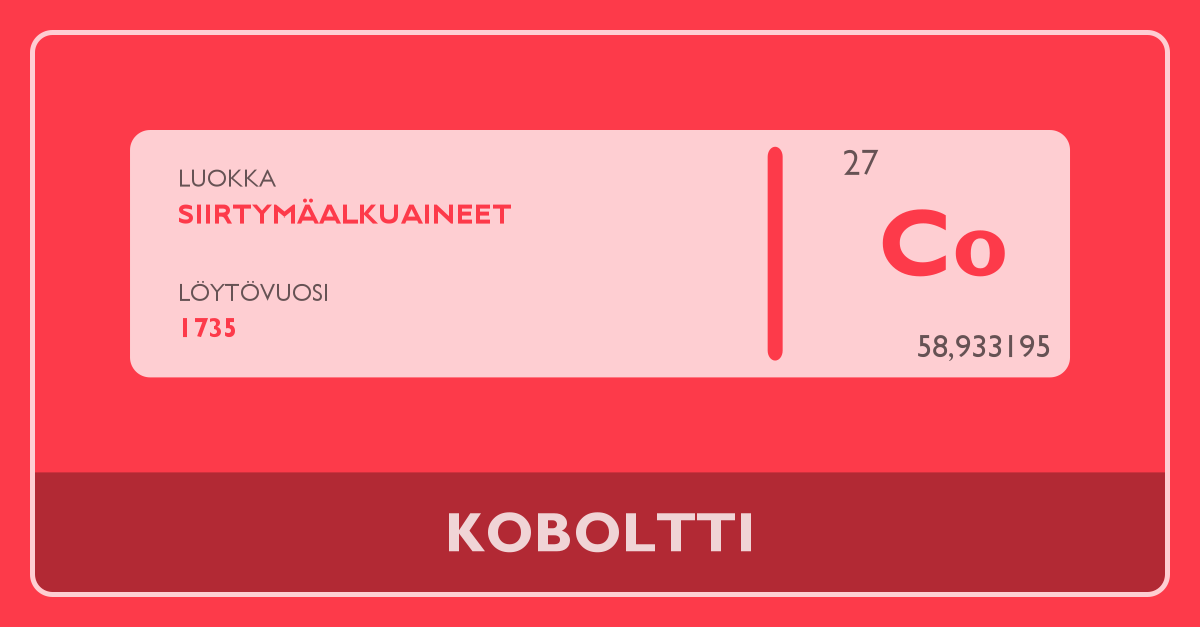 LUOKKA
SIIRTYMÄALKUAINEET
LÖYTÖVUOSI
1735
27
Co
58,933195
KOBOLTTI